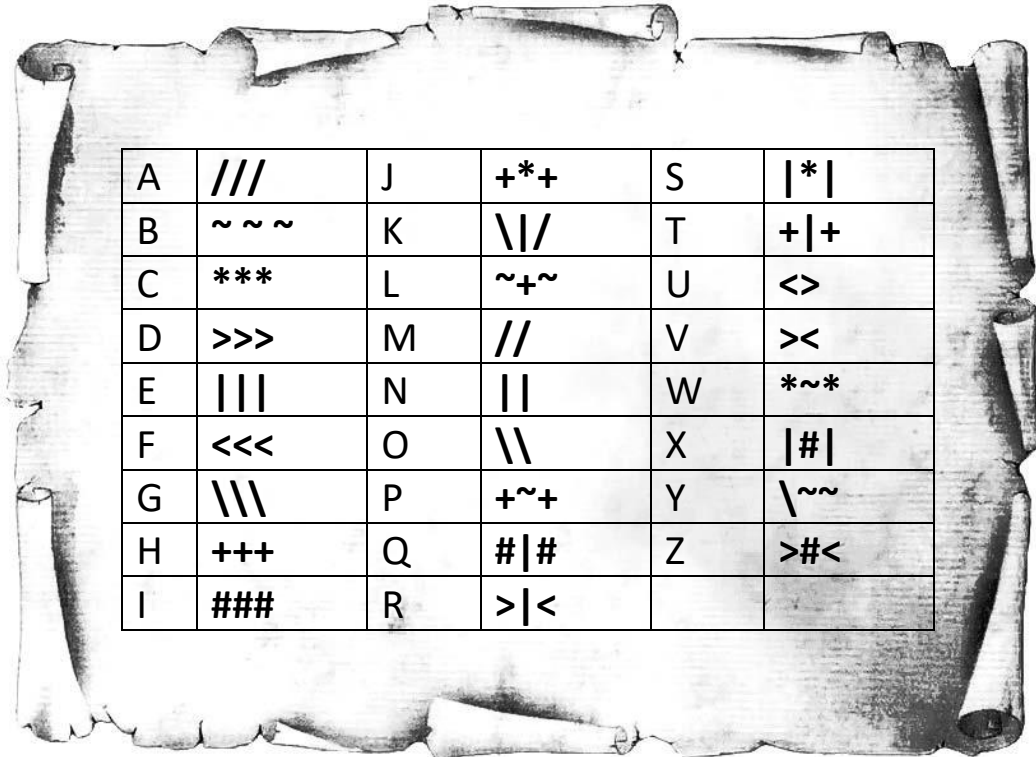 A /// J +*+ S |*|
B ~ ~ ~ K \|/ T +|+
C *** L ~+~ U <>
D >>> M // V ><
E ||| N || W *~*
F <<< O \\ X |#|
G \\\ P +~+ Y \~~
H +++ Q #|# Z >#<
I ### R >|<